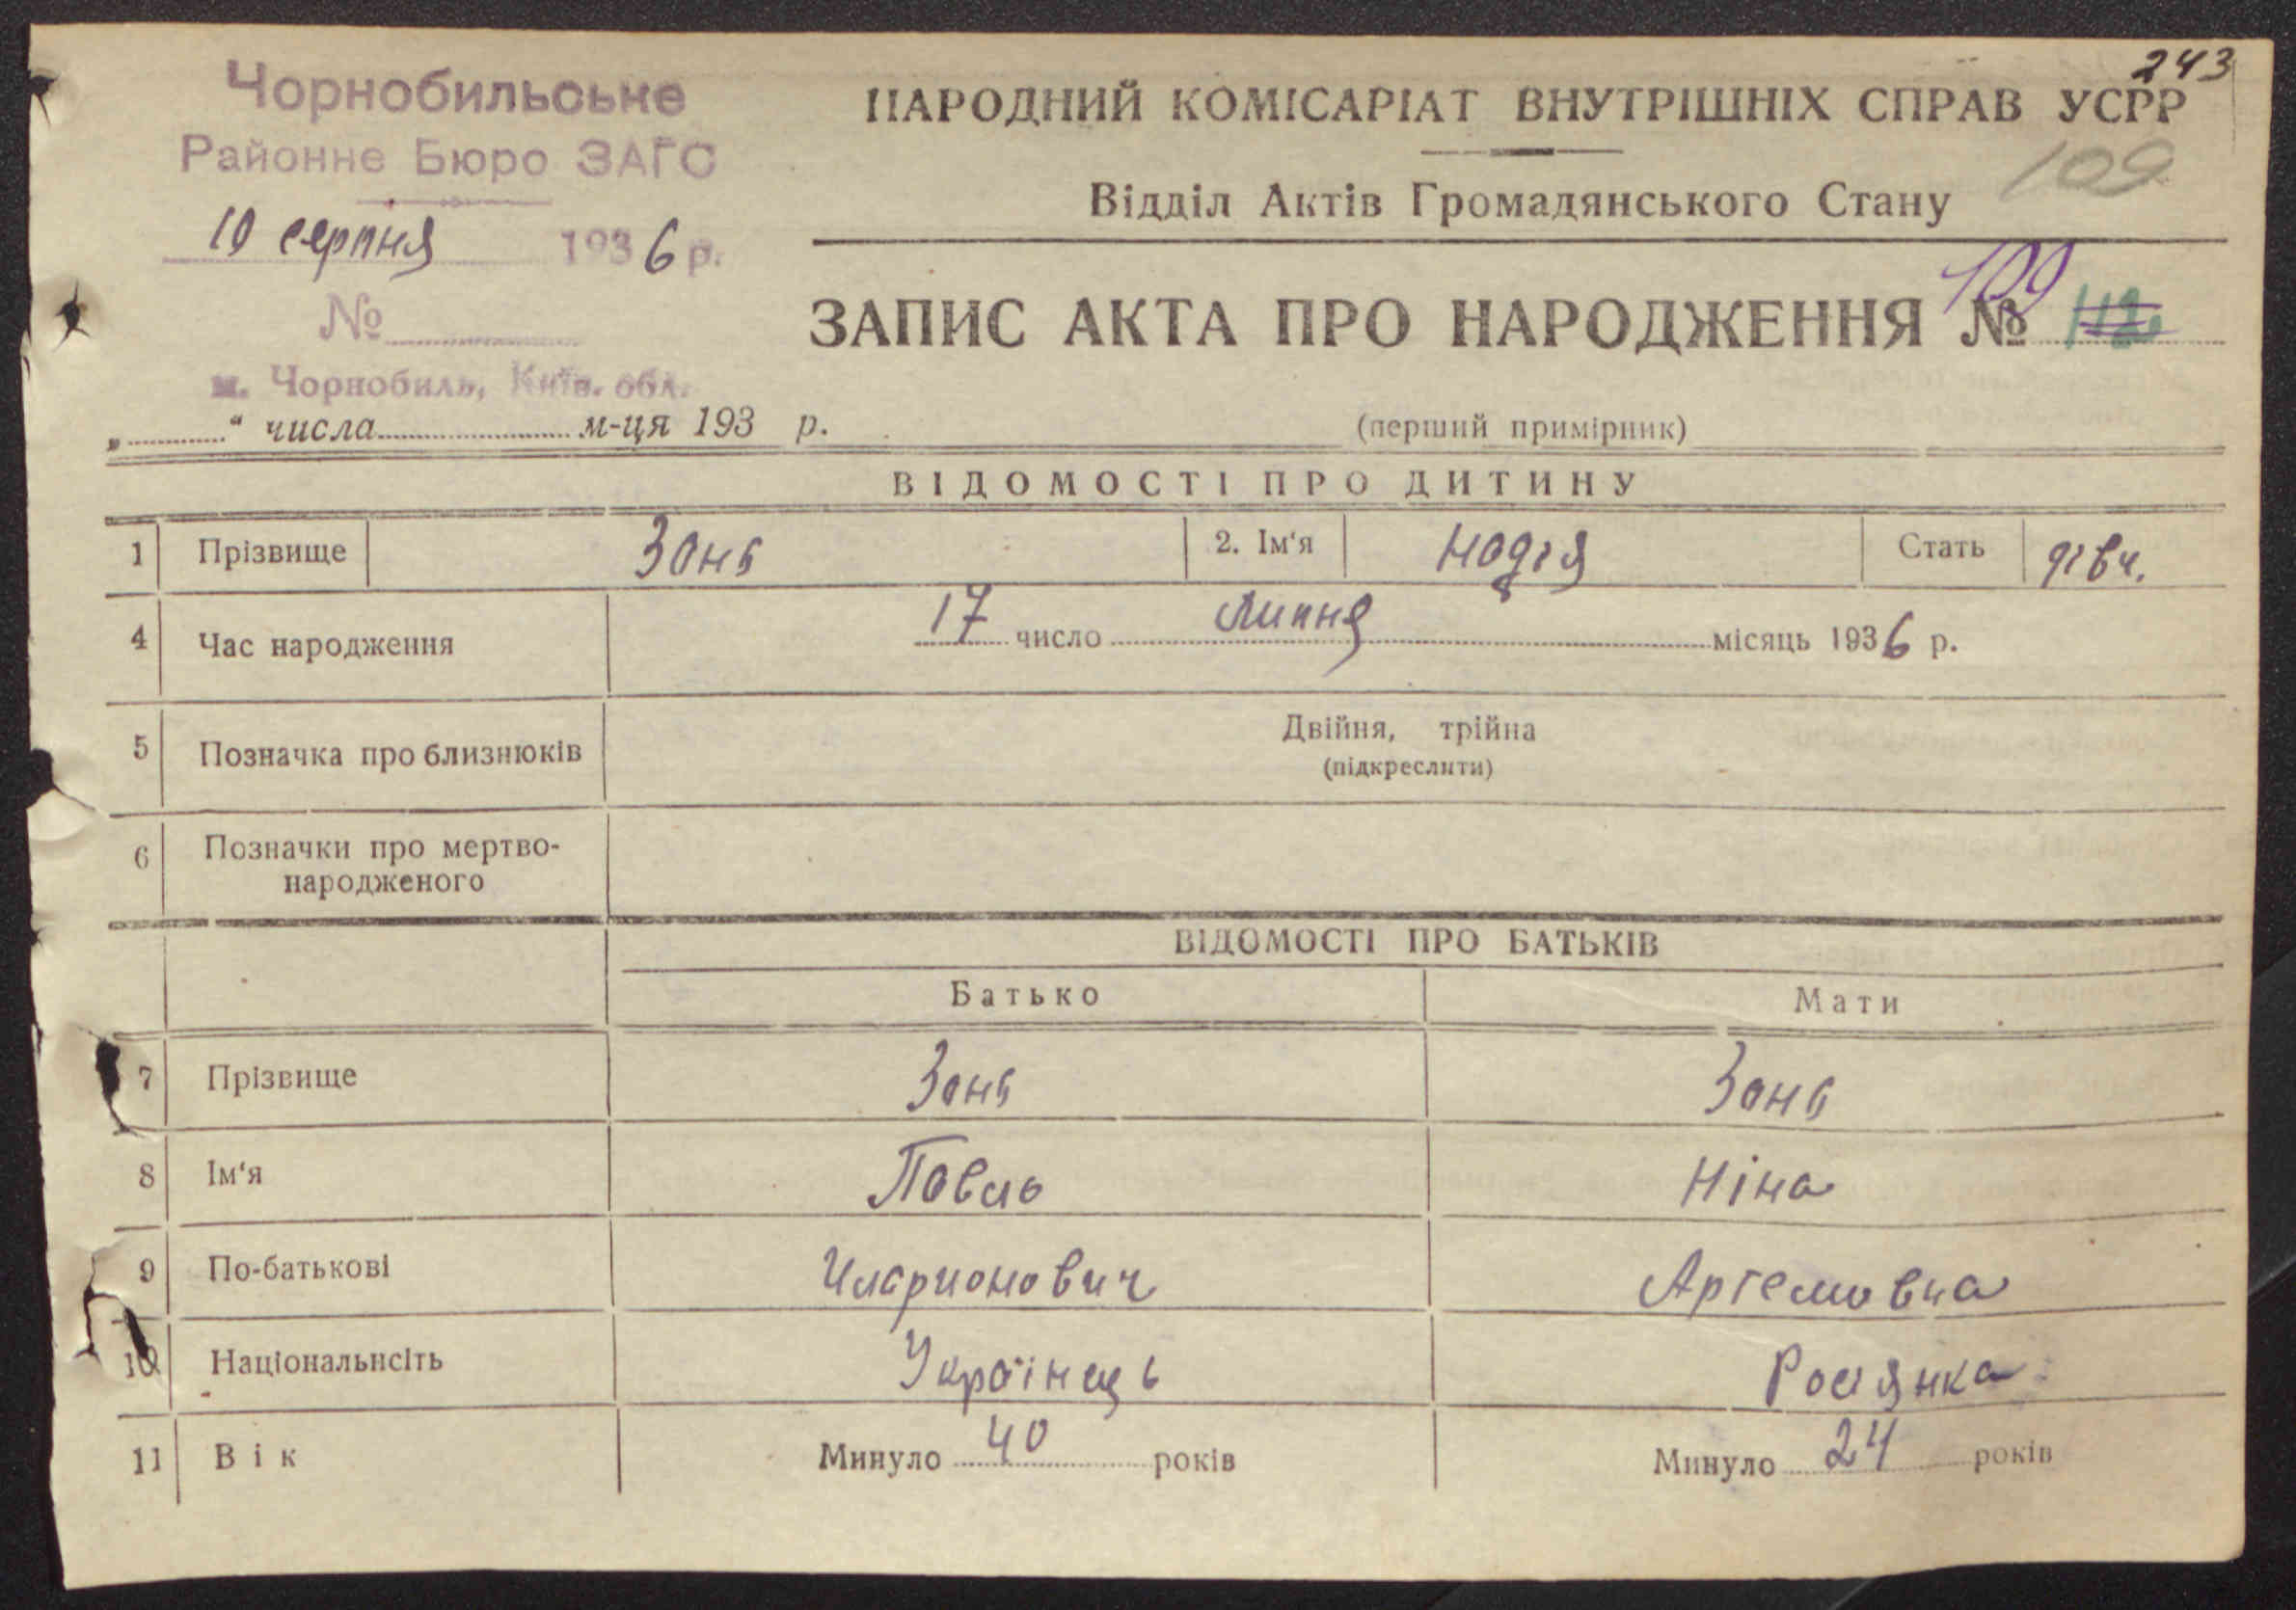 243
Чорнобильське
Районне Бюро ЗАГС
10 серпня 1936 р.
№
м. Чорнобиль, Київ. обл.
„ “ числа м-ця 193 р.
НАРОДНИЙ КОМІСАРІАТ ВНУТРІШНІХ СПРАВ УСРР
109
Відділ Актів Громадянського Стану
109
ЗАПИС АКТА ПРО НАРОДЖЕННЯ №
(перший примірник)
ВІДОМОСТІ ПРО ДИТИНУ
1 Прізвище Зонь 2. Ім‘я Надія Стать дівч.
4 Час народження 17 число липня місяць 1936 р.
5 Позначка про близнюків Двійня, трійна
(підкреслити)
6 Позначки про мертво-
народженого
ВІДОМОСТІ ПРО БАТЬКІВ
Батько Мати
7 Прізвище Зонь Зонь
8 Ім‘я Павло Ніна
9 По-батькові Иларионович Артемовна
10 Національнсіть Українець Росіянка
11 Вік Минуло 40 років Минуло 24 років